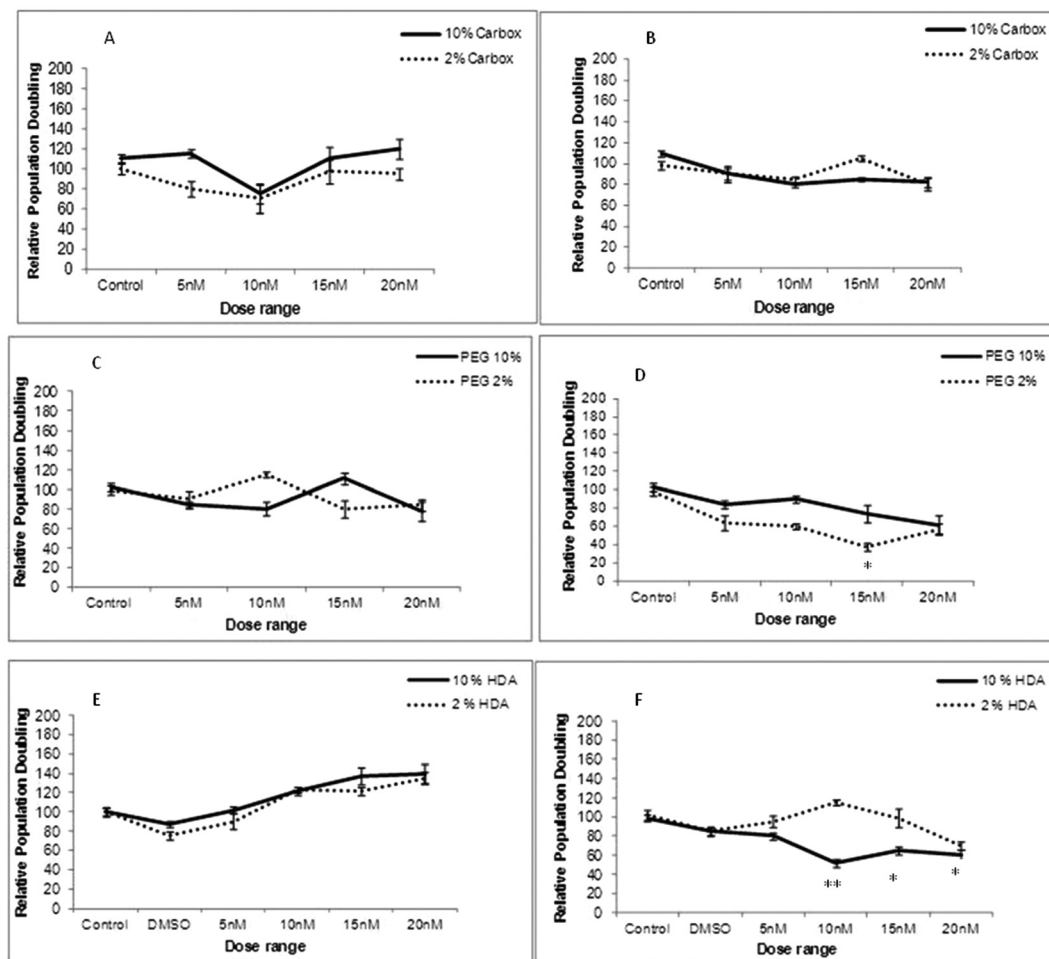 A
10% Carbox
2% Carbox
Relative Population Doubling
200
180
160
140
120
100
80
60
40
20
0
Control 5nM 10nM 15nM 20nM
Dose range
B
10% Carbox
2% Carbox
Relative Population Doubling
200
180
160
140
120
100
80
60
40
20
0
Control 5nM 10nM 15nM 20nM
Dose range
C
PEG 10%
PEG 2%
Relative Population Doubling
200
180
160
140
120
100
80
60
40
20
0
Control 5nM 10nM 15nM 20nM
Dose range
D
PEG 10%
PEG 2%
Relative Population Doubling
200
180
160
140
120
100
80
60
40
20
0
*
Control 5nM 10nM 15nM 20nM
Dose range
E
10 % HDA
2 % HDA
Relative Population Doubling
200
180
160
140
120
100
80
60
40
20
0
Control DMSO 5nM 10nM 15nM 20nM
Dose range
F
10 % HDA
2 % HDA
Relative Population Doubling
200
180
160
140
120
100
80
60
40
20
0
** * *
Control DMSO 5nM 10nM 15nM 20nM
Dose range